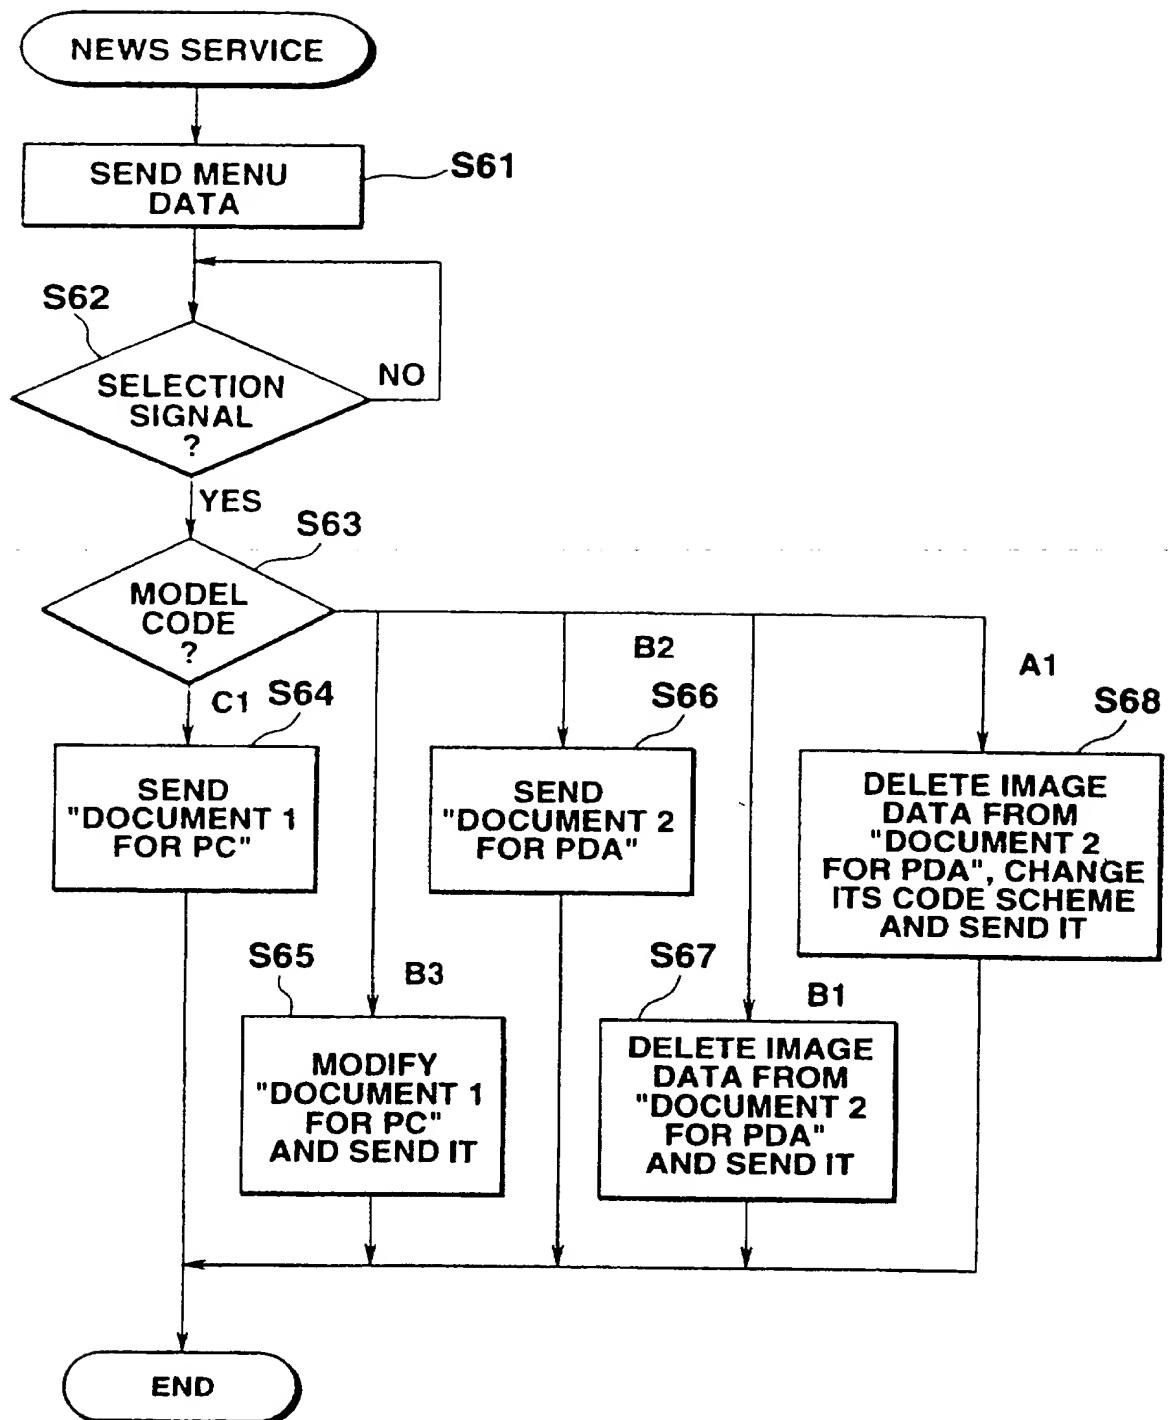 NEWS SERVICE
SEND MENU
DATA
S61
S62
SELECTION
SIGNAL
?
NO
YES
S63
MODEL
CODE
?
C1
S64
SEND
"DOCUMENT 1
FOR PC"
B3
S65
MODIFY
"DOCUMENT 1
FOR PC"
AND SEND IT
B2
S66
SEND
"DOCUMENT 2
FOR PDA"
B1
S67
DELETE IMAGE
DATA FROM
"DOCUMENT 2
FOR PDA"
AND SEND IT
A1
S68
DELETE IMAGE
DATA FROM
"DOCUMENT 2
FOR PDA", CHANGE
ITS CODE SCHEME
AND SEND IT
END